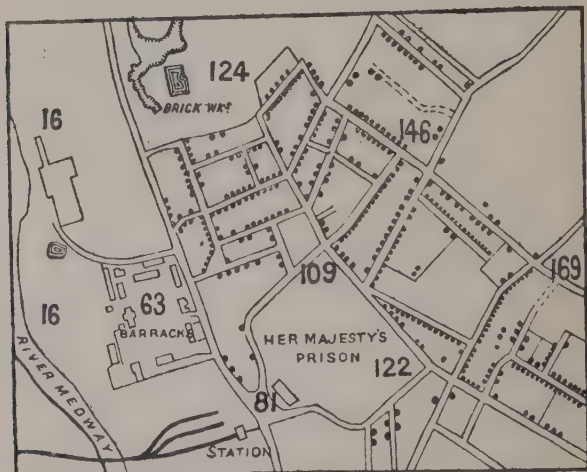 124
BRICK WKS
16
146
109
169
63
BARRACKS
16
HER MAJESTY'S
PRISON
122
81
RIVER MEDWAY
STATION